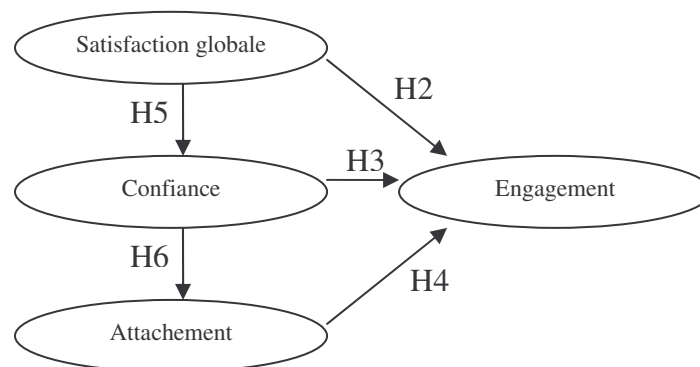 Satisfaction globale
H2
H5
H3
Confiance
Engagement
H6
H4
Attachement